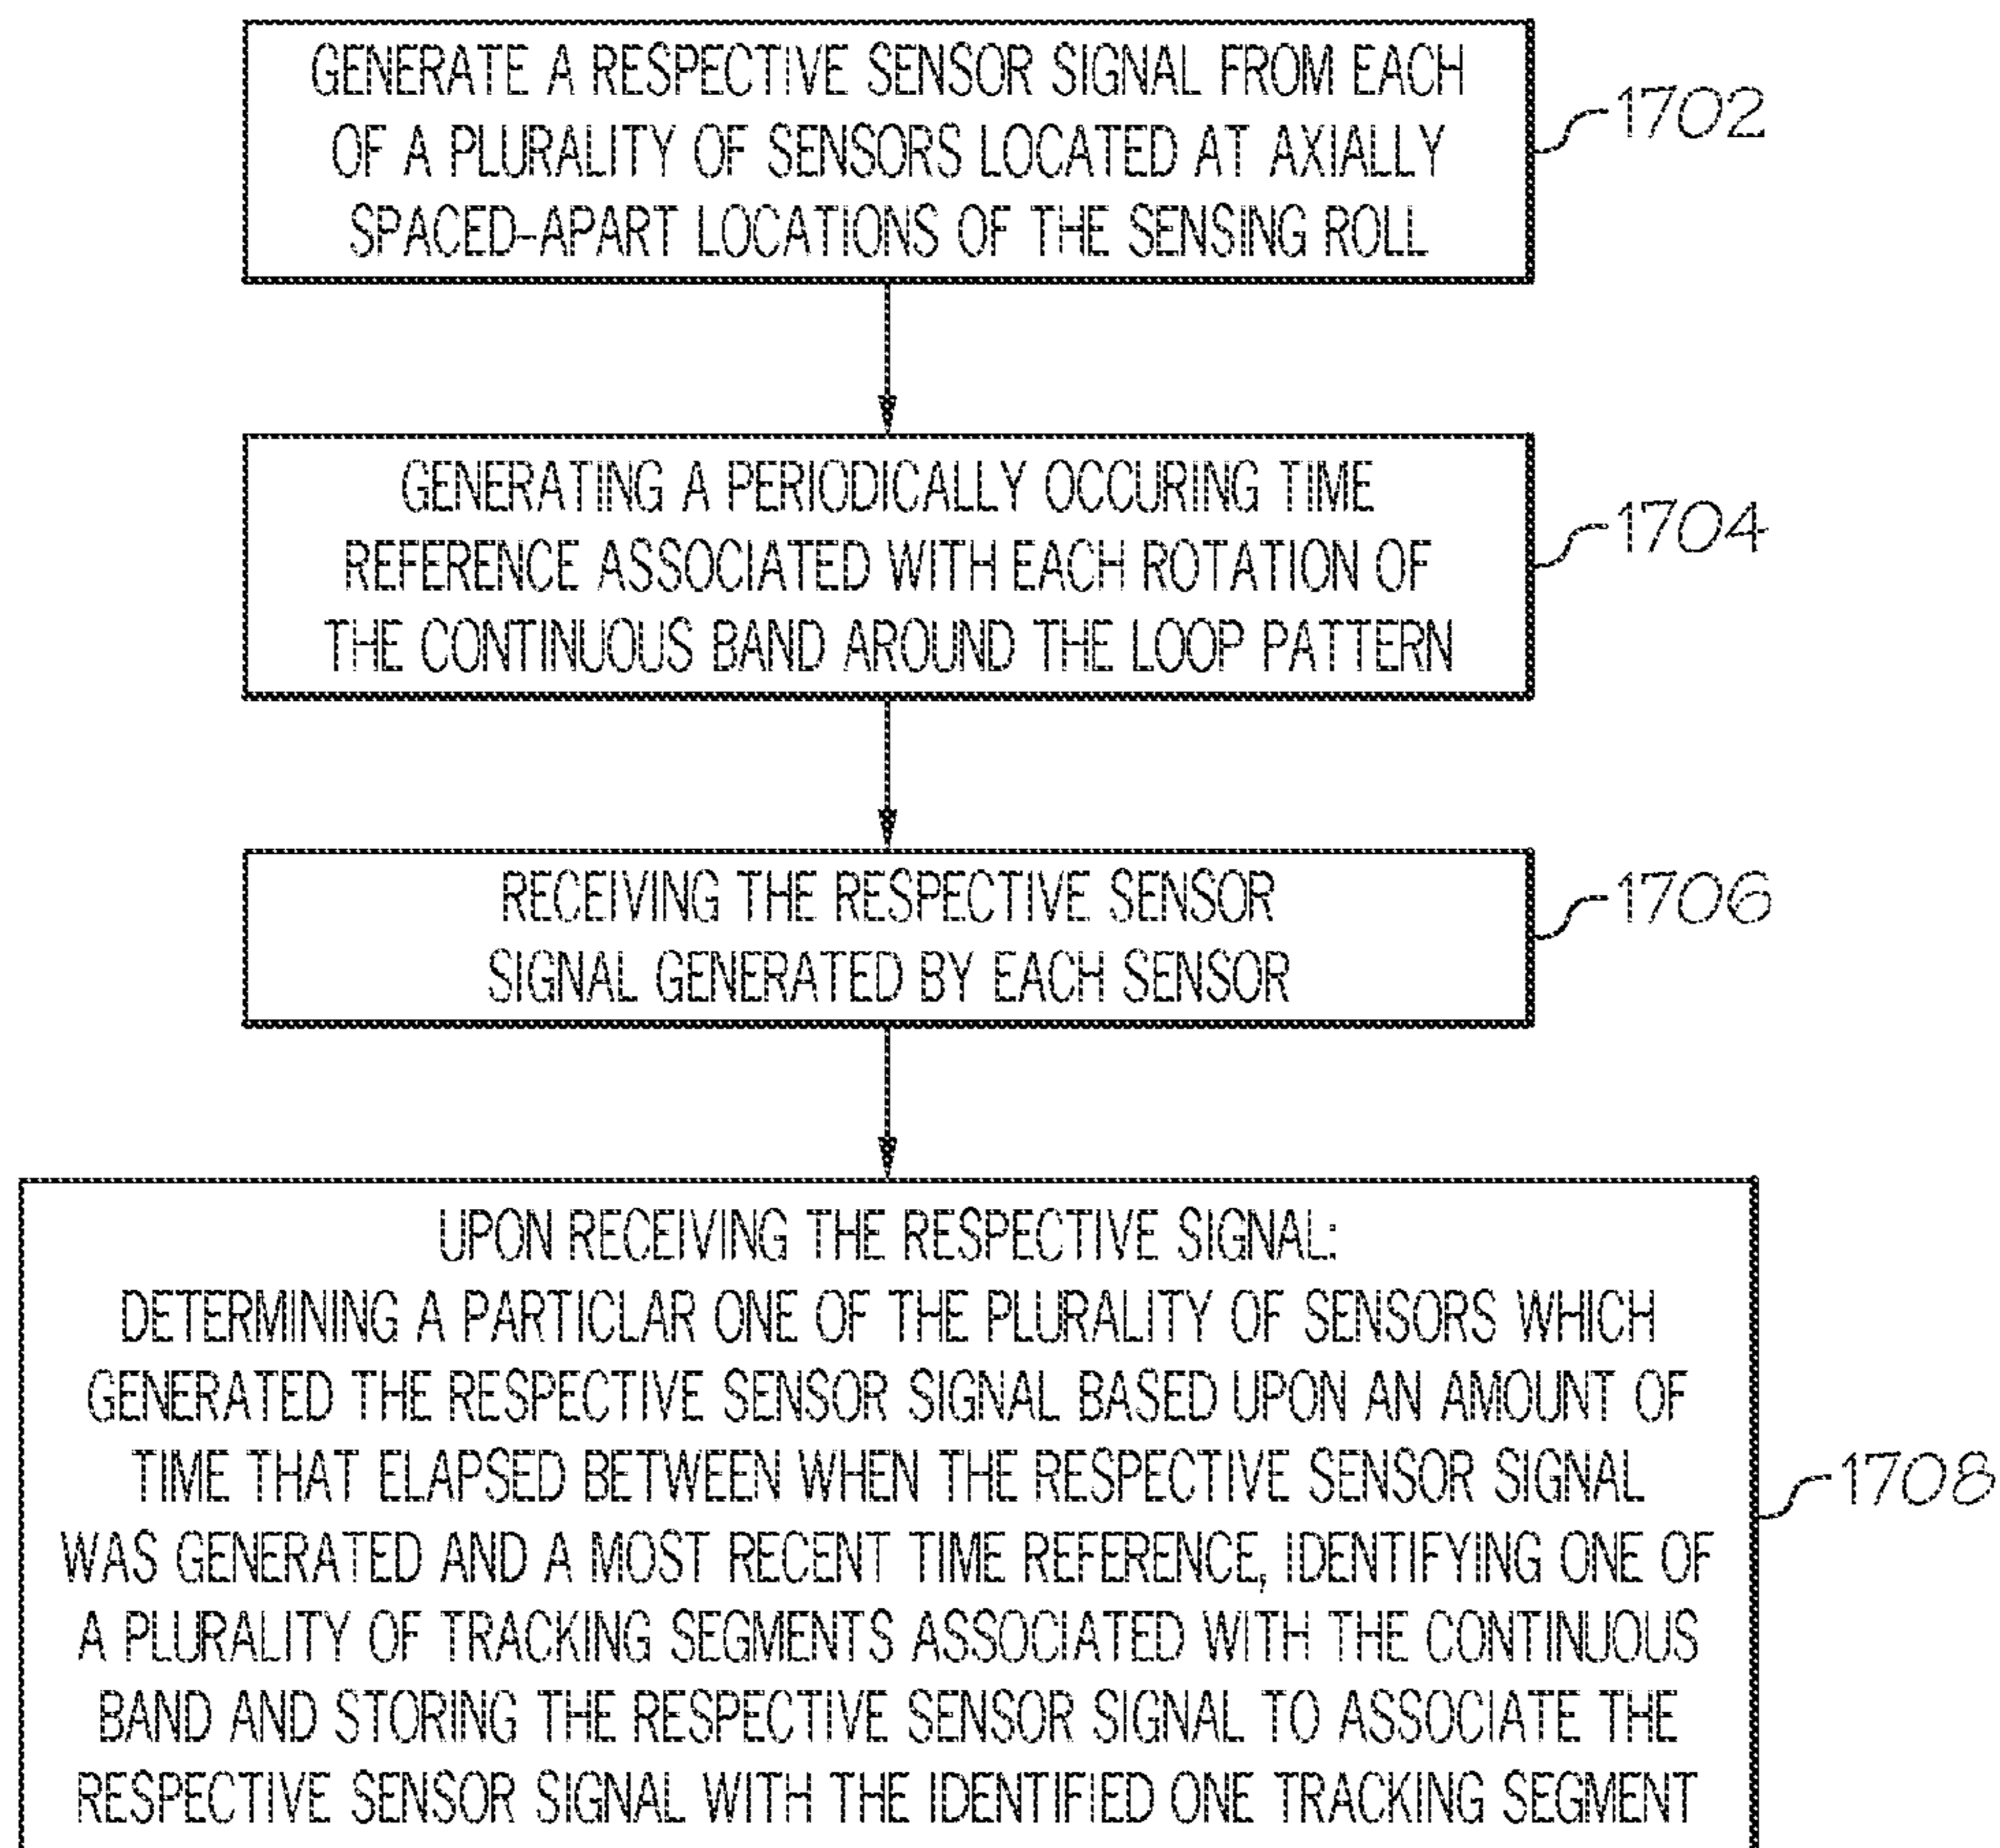 GENERATE A RESPECTIVE SENSOR SIGNAL FROM EACH
OF A PLURALITY OF SENSORS LOCATED AT AXIALLY
SPACED-APART LOCATIONS OF THE SENSING ROLL
1702
GENERATING A PERIODICALLY OCCURING TIME
REFERENCE ASSOCIATED WITH EACH ROTATION OF
THE CONTINUOUS BAND AROUND THE LOOP PATTERN
1704
RECEIVING THE RESPECTIVE SENSOR
SIGNAL GENERATED BY EACH SENSOR
1706
UPON RECEIVING THE RESPECTIVE SIGNAL:
DETERMINING A PARTICLAR ONE OF THE PLURALITY OF SENSORS WHICH
GENERATED THE RESPECTIVE SENSOR SIGNAL BASED UPON AN AMOUNT OF
TIME THAT ELAPSED BETWEEN WHEN THE RESPECTIVE SENSOR SIGNAL
WAS GENERATED AND A MOST RECENT TIME REFERENCE, IDENTIFYING ONE OF
A PLURALITY OF TRACKING SEGMENTS ASSOCIATED WITH THE CONTINUOUS
BAND AND STORING THE RESPECTIVE SENSOR SIGNAL TO ASSOCIATE THE
RESPECTIVE SENSOR SIGNAL WITH THE IDENTIFIED ONE TRACKING SEGMENT
1708